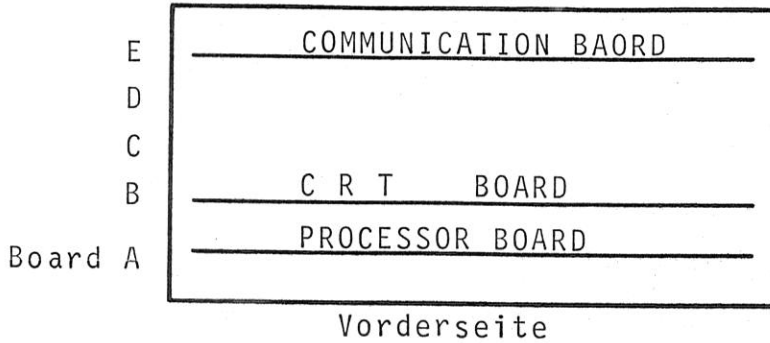 E COMMUNICATION BAORD
D
C
B C R T BOARD
Board A PROCESSOR BOARD
Vorderseite